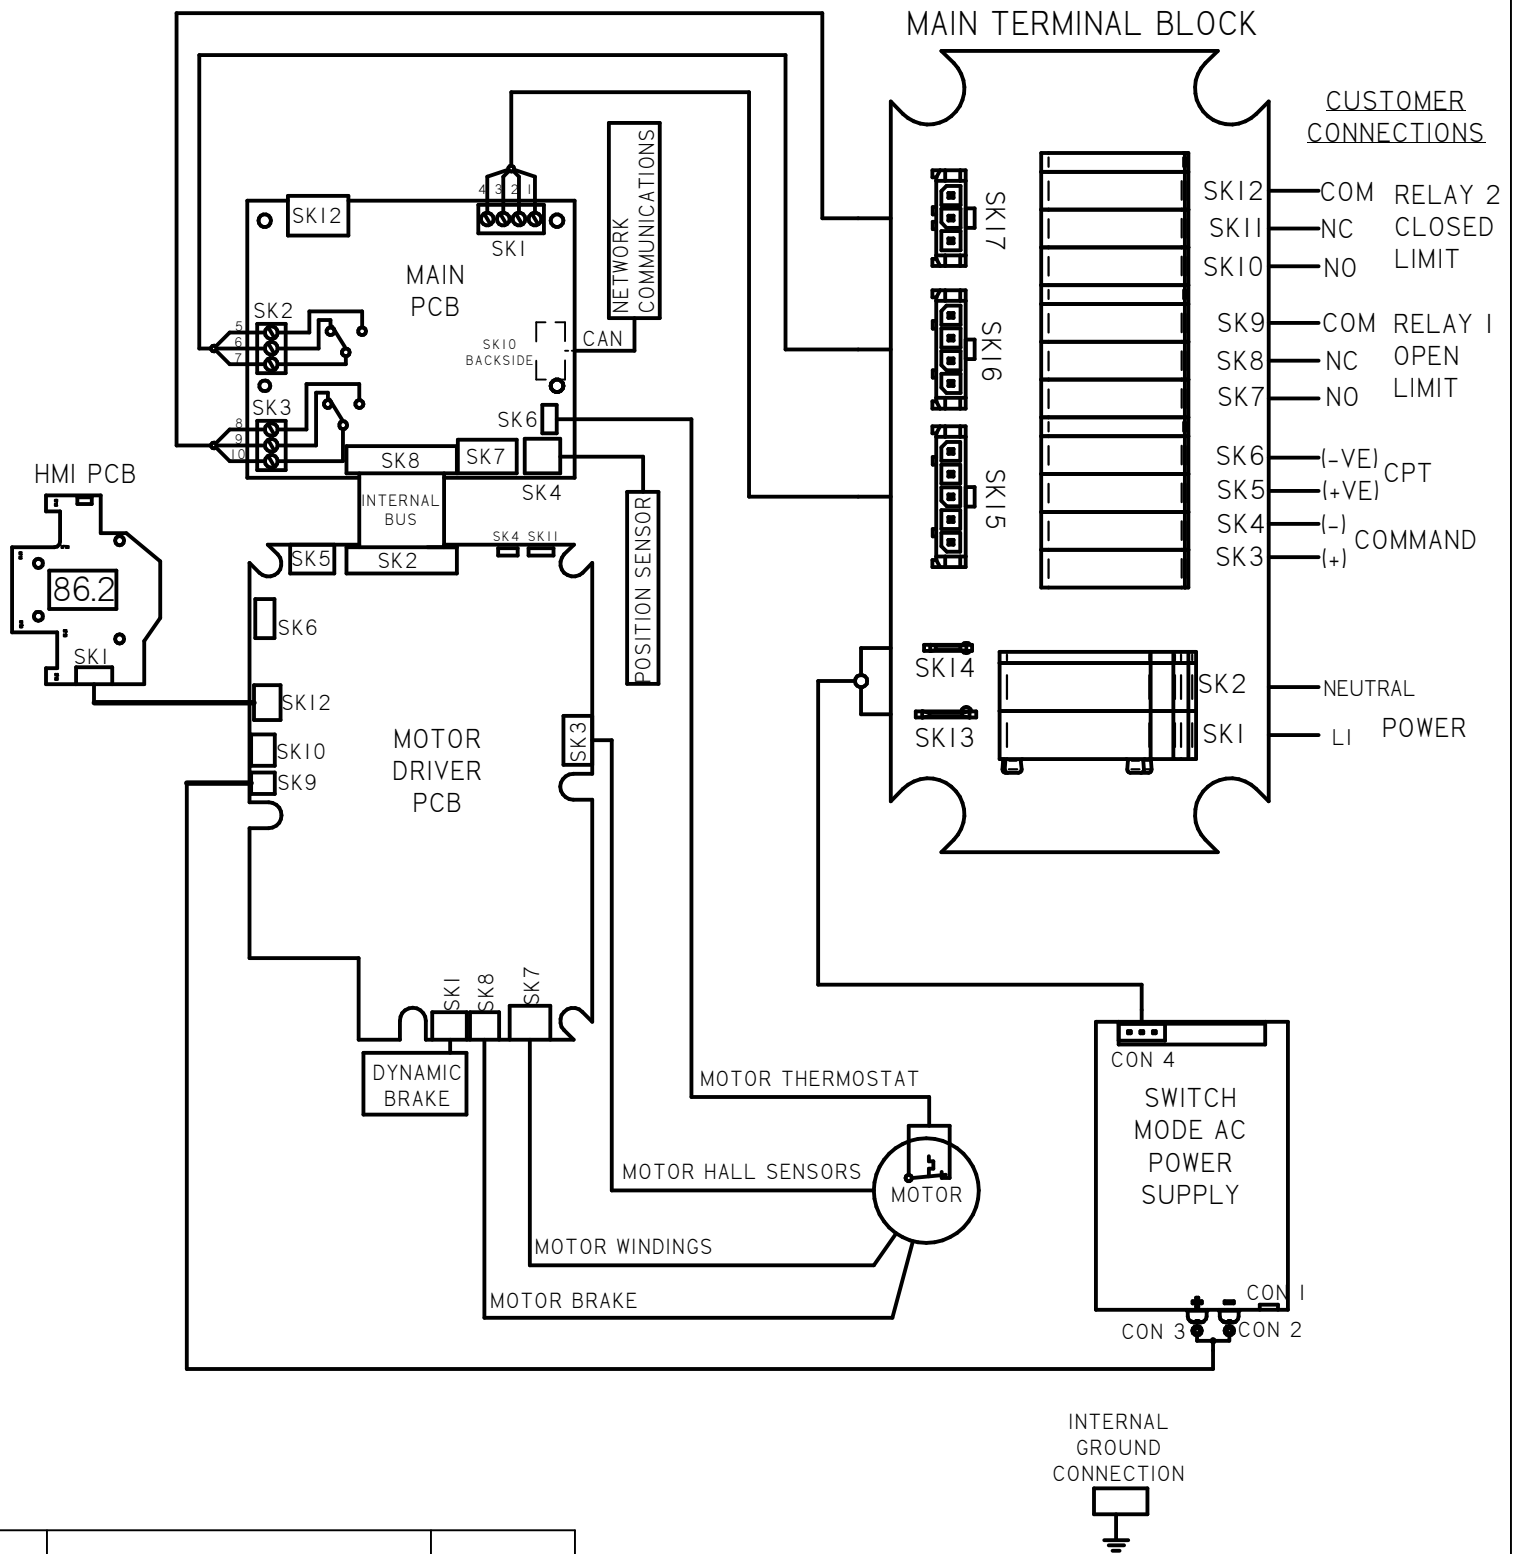 MAIN TERMINAL BLOCK
CUSTOMER
CONNECTIONS
SK12
COM
RELAY 2
SK11
NC
CLOSED
SK10
NO
LIMIT
SK9
COM
RELAY 1
SK8
NC
OPEN
SK7
NO
LIMIT
SK6
(-VE)
CPT
SK5
(+VE)
SK4
(-)
COMMAND
SK3
(+)
SK2
NEUTRAL
SK1
L1
POWER
SK17
SK16
SK15
SK14
SK13
NETWORK
COMMUNICATIONS
4 3 2 1
SK12
SK1
MAIN
PCB
SK2
5
6
7
SK10
BACKSIDE
CAN
SK3
8
9
10
SK6
SK8
SK7
SK4
INTERNAL
BUS
POSITION SENSOR
HMI PCB
86.2
SK1
SK4 SK11
SK5
SK2
SK6
SK12
SK10
SK9
SK3
MOTOR
DRIVER
PCB
SK1
SK8
SK7
DYNAMIC
BRAKE
MOTOR THERMOSTAT
MOTOR HALL SENSORS
MOTOR
MOTOR WINDINGS
MOTOR BRAKE
CON 4
SWITCH
MODE AC
POWER
SUPPLY
CON 1
CON 3
CON 2
INTERNAL
GROUND
CONNECTION